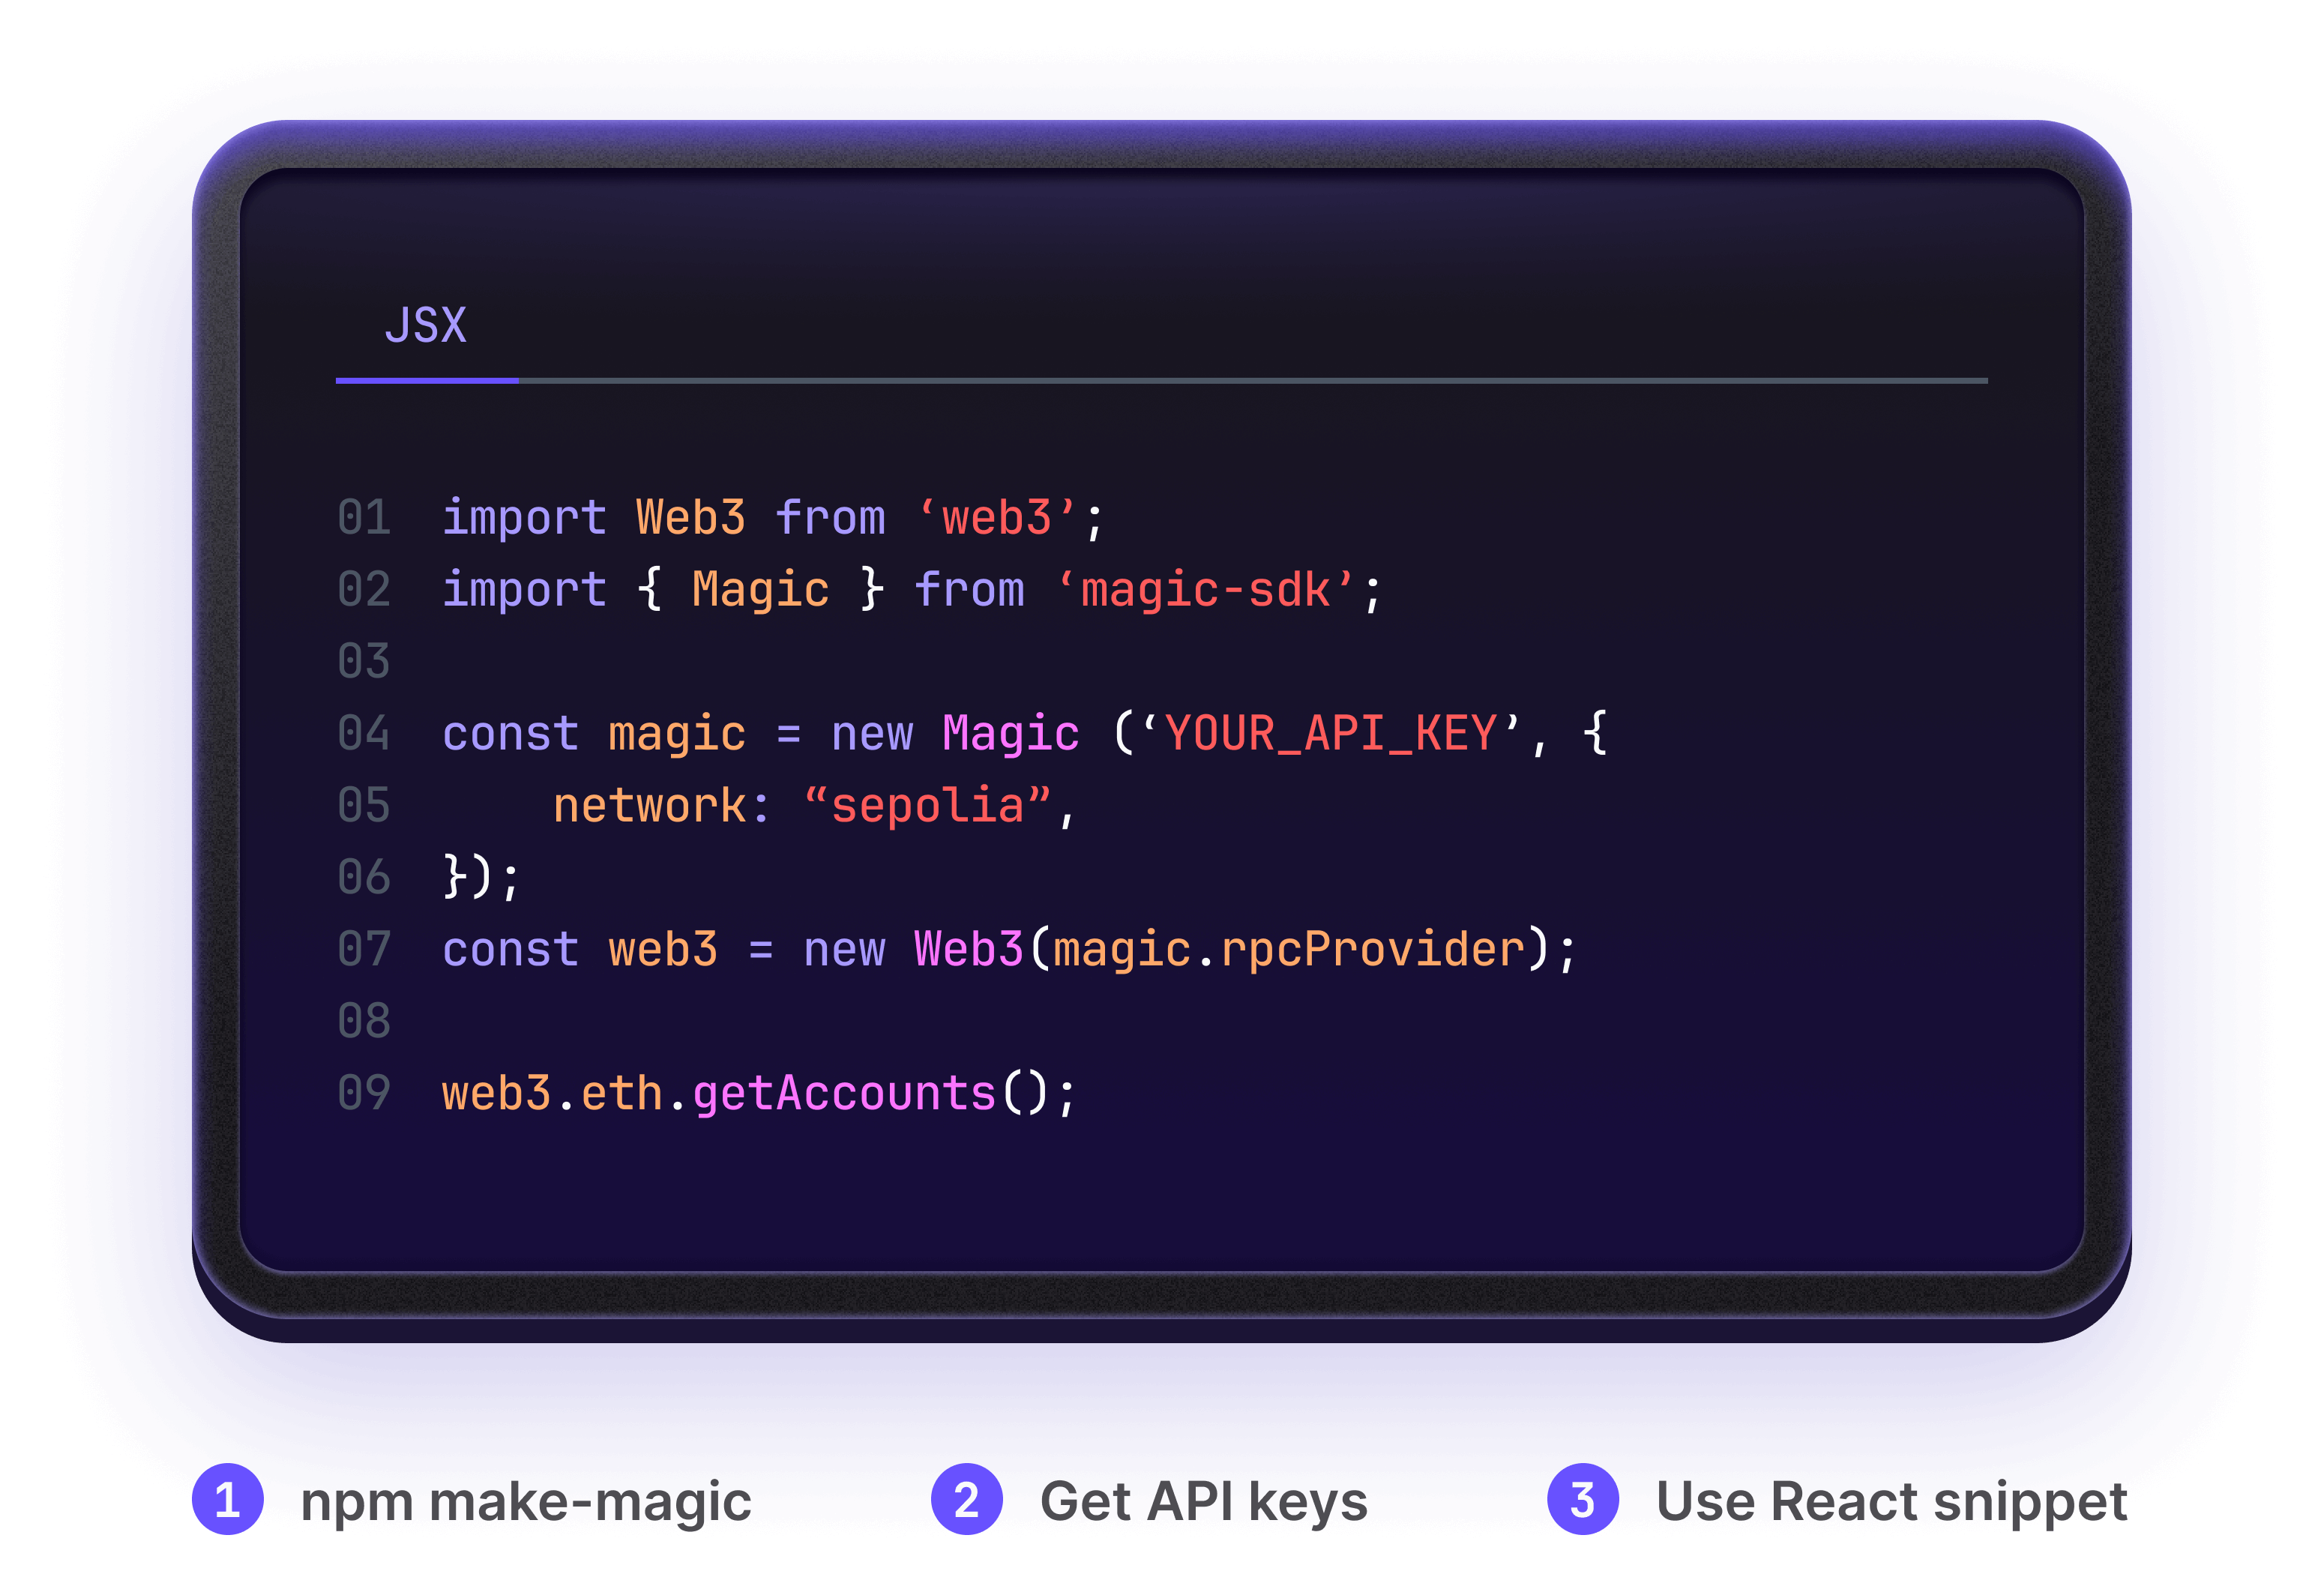 JSX
01 import Web3 from ‘web3’;
02 import { Magic } from ‘magic-sdk’;
03
04 const magic = new Magic (‘YOUR_API_KEY’, {
05     network: “sepolia”,
06 });
07 const web3 = new Web3(magic.rpcProvider);
08
09 web3.eth.getAccounts();
1 npm make-magic 2 Get API keys 3 Use React snippet